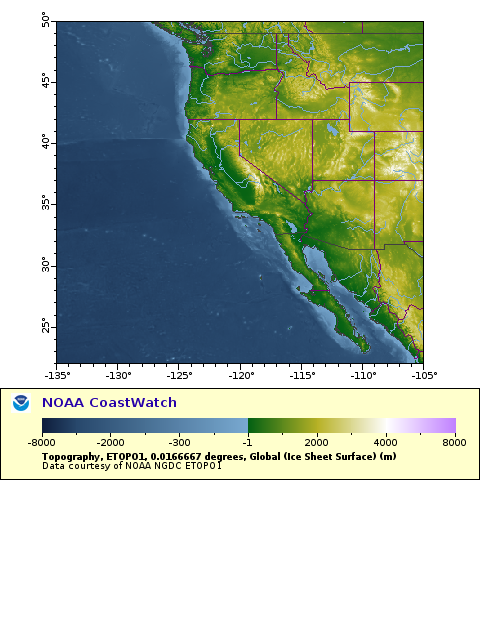 50°
45°
40°
35°
30°
25°
-135° -130° -125° -120° -115° -110° -105°
NOAA CoastWatch
-8000 -2000 -300 -1 2000 4000 8000
Topography, ETOPO1, 0.0166667 degrees, Global (Ice Sheet Surface) (m)
Data courtesy of NOAA NGDC ETOPO1